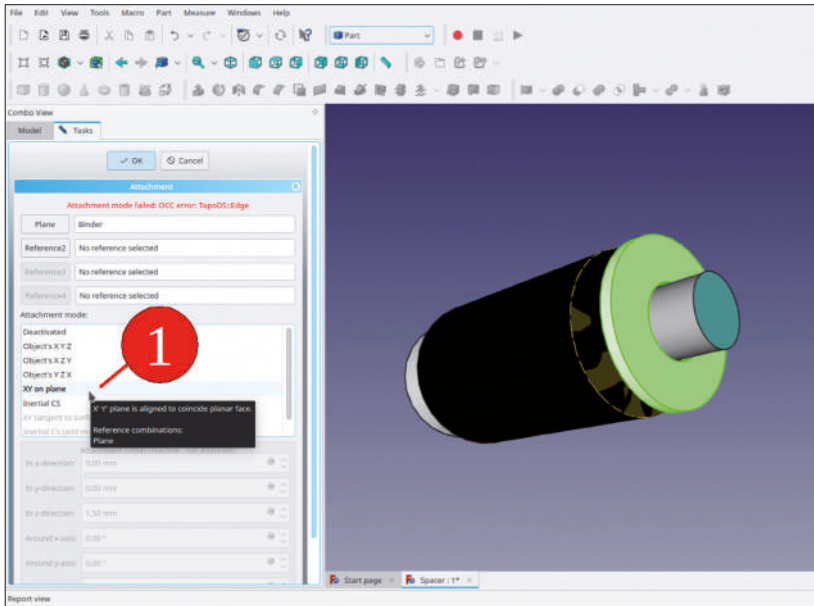 File Edit View Tools Macro Part Measure Windows Help
Part
Combo View
Model Tasks
OK Cancel
Attachment
Attachment mode failed: OCC error: TopoDS::Edge
Plane Binder
Reference2 No reference selected
Reference3 No reference selected
Reference4 No reference selected
Attachment mode:
Deactivated
Object's X Y Z
Object's X Z Y
Object's Y Z X
XY on plane
1
Inertial CS
X' Y' plane is aligned to coincide planar face.
XY tangent to surf
Reference combinations:
Plane
In x-direction: 0.00 mm
In y-direction: 0.00 mm
In z-direction: 1.50 mm
Around x-axis: 0.00 °
Around y-axis: 0.00 °
Start page Spacer : 1*
Report view